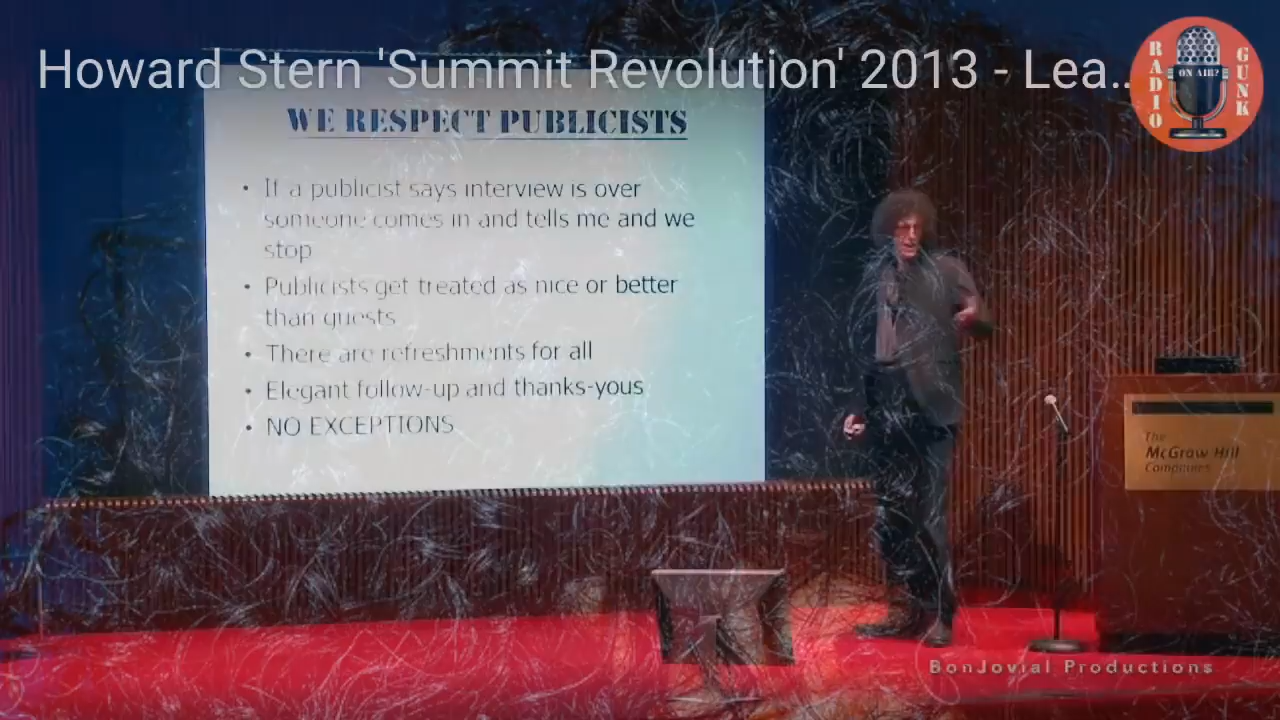 Howard Stern 'Summit Revolution' 2013 - Lea..
RADIO
ON AIR?
GUNK
WE RESPECT PUBLICISTS
• If a publicist says interview is over
someone comes in and tells me and we
stop
• Publicists get treated as nice or better
than guests
• There are refreshments for all
• Elegant follow-up and thanks-yous
• NO EXCEPTIONS
The
McGraw Hill
Companies
BonJovial Productions